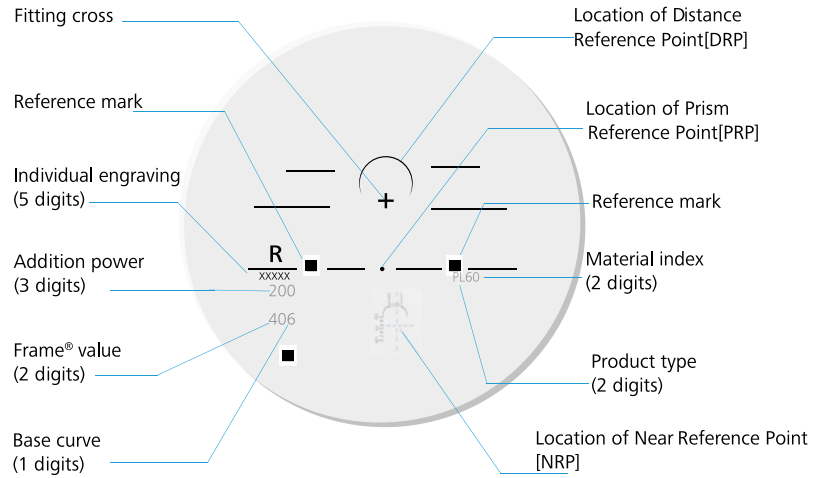 Fitting cross
Location of Distance
Reference Point[DRP]
Reference mark
Location of Prism
Reference Point[PRP]
Individual engraving
(5 digits)
Reference mark
R
XXXXX
PL60
Addition power
(3 digits)
200
Material index
(2 digits)
406
Frame® value
(2 digits)
Product type
(2 digits)
Base curve
(1 digits)
Location of Near Reference Point
[NRP]